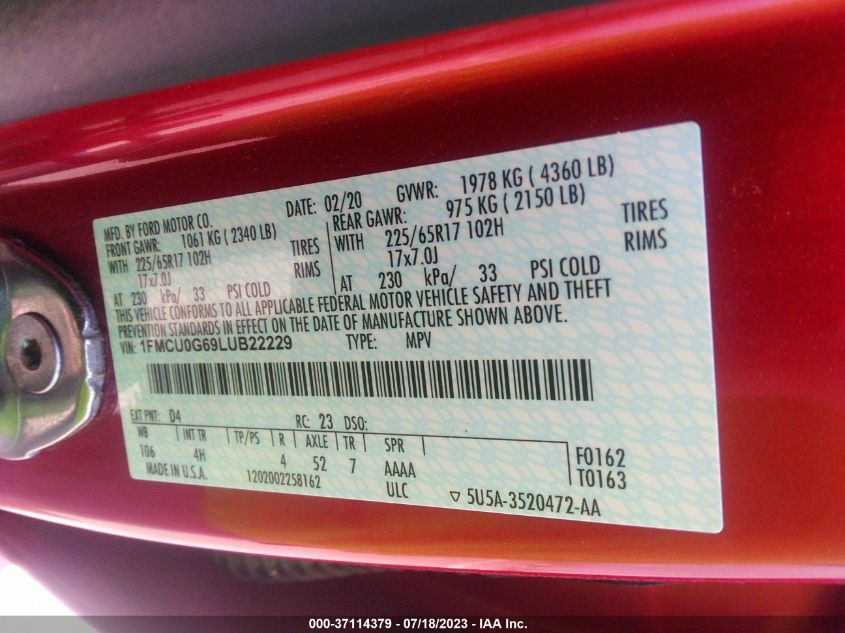 MFD. BY FORD MOTOR CO.
DATE: 02/20 GVWR: 1978 KG ( 4360 LB)
FRONT GAWR: 1061 KG ( 2340 LB)
REAR GAWR: 975 KG ( 2150 LB)
WITH 225/65R17 102H TIRES
WITH 225/65R17 102H TIRES
17x7.0J RIMS
17x7.0J RIMS
AT 230 kPa/ 33 PSI COLD
AT 230 kPa/ 33 PSI COLD
THIS VEHICLE CONFORMS TO ALL APPLICABLE FEDERAL MOTOR VEHICLE SAFETY AND THEFT
PREVENTION STANDARDS IN EFFECT ON THE DATE OF MANUFACTURE SHOWN ABOVE.
VIN: 1FMCU0G69LUB22229 TYPE: MPV
EXT PNT: D4 RC: 23 DSO:
WB INT TR TP/PS R AXLE TR SPR
106 4H 4 52 7 AAAA
F0162
T0163
MADE IN U.S.A. 1202002258162 ULC
▽ 5U5A-3520472-AA
000-37114379 - 07/18/2023 - IAA Inc.